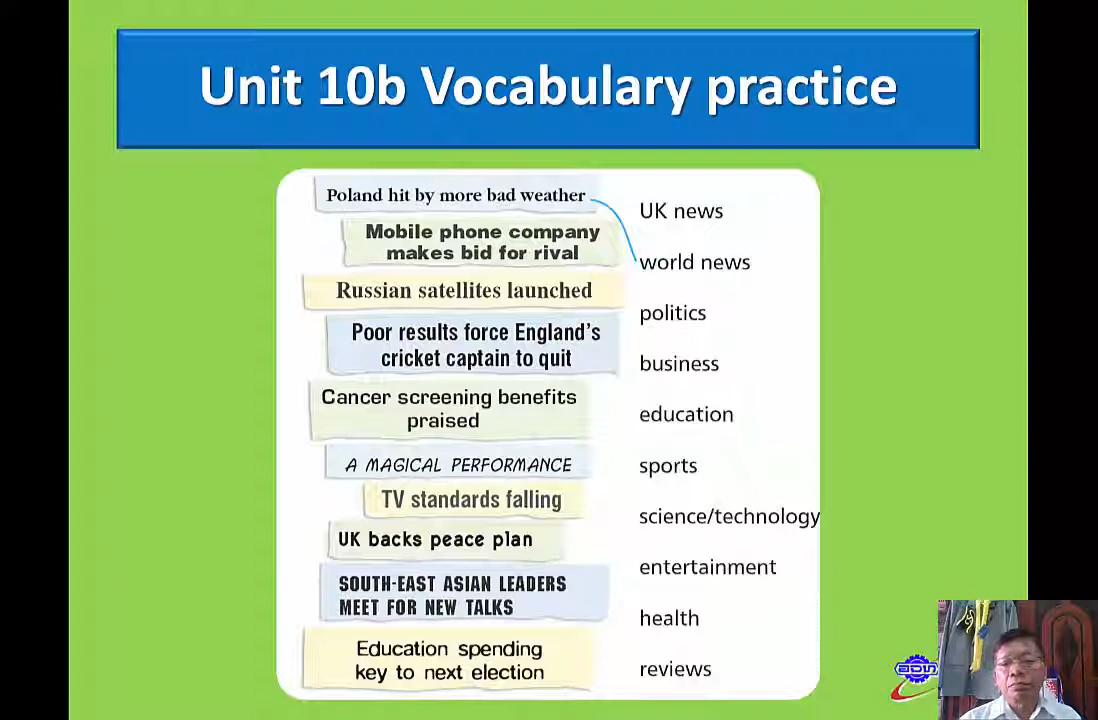 Unit 10b Vocabulary practice
Poland hit by more bad weather
Mobile phone company
makes bid for rival
Russian satellites launched
Poor results force England's
cricket captain to quit
Cancer screening benefits
praised
A MAGICAL PERFORMANCE
TV standards falling
UK backs peace plan
SOUTH-EAST ASIAN LEADERS
MEET FOR NEW TALKS
Education spending
key to next election
UK news
world news
politics
business
education
sports
science/technology
entertainment
health
reviews